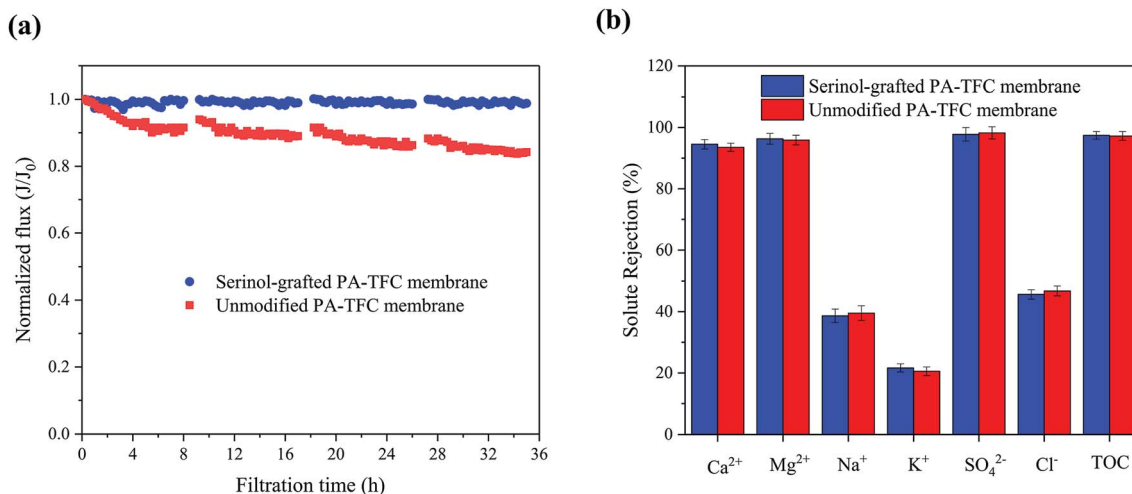 (a)
1.0
0.8
0.6
0.4
0.2
0.0
Normalized flux (J/J₀)
Serinol-grafted PA-TFC membrane
Unmodified PA-TFC membrane
0 4 8 12 16 20 24 28 32 36
Filtration time (h)
(b)
120
100
80
60
40
20
0
Solute Rejection (%)
Serinol-grafted PA-TFC membrane
Unmodified PA-TFC membrane
Ca²⁺ Mg²⁺ Na⁺ K⁺ SO₄²⁻ Cl⁻ TOC